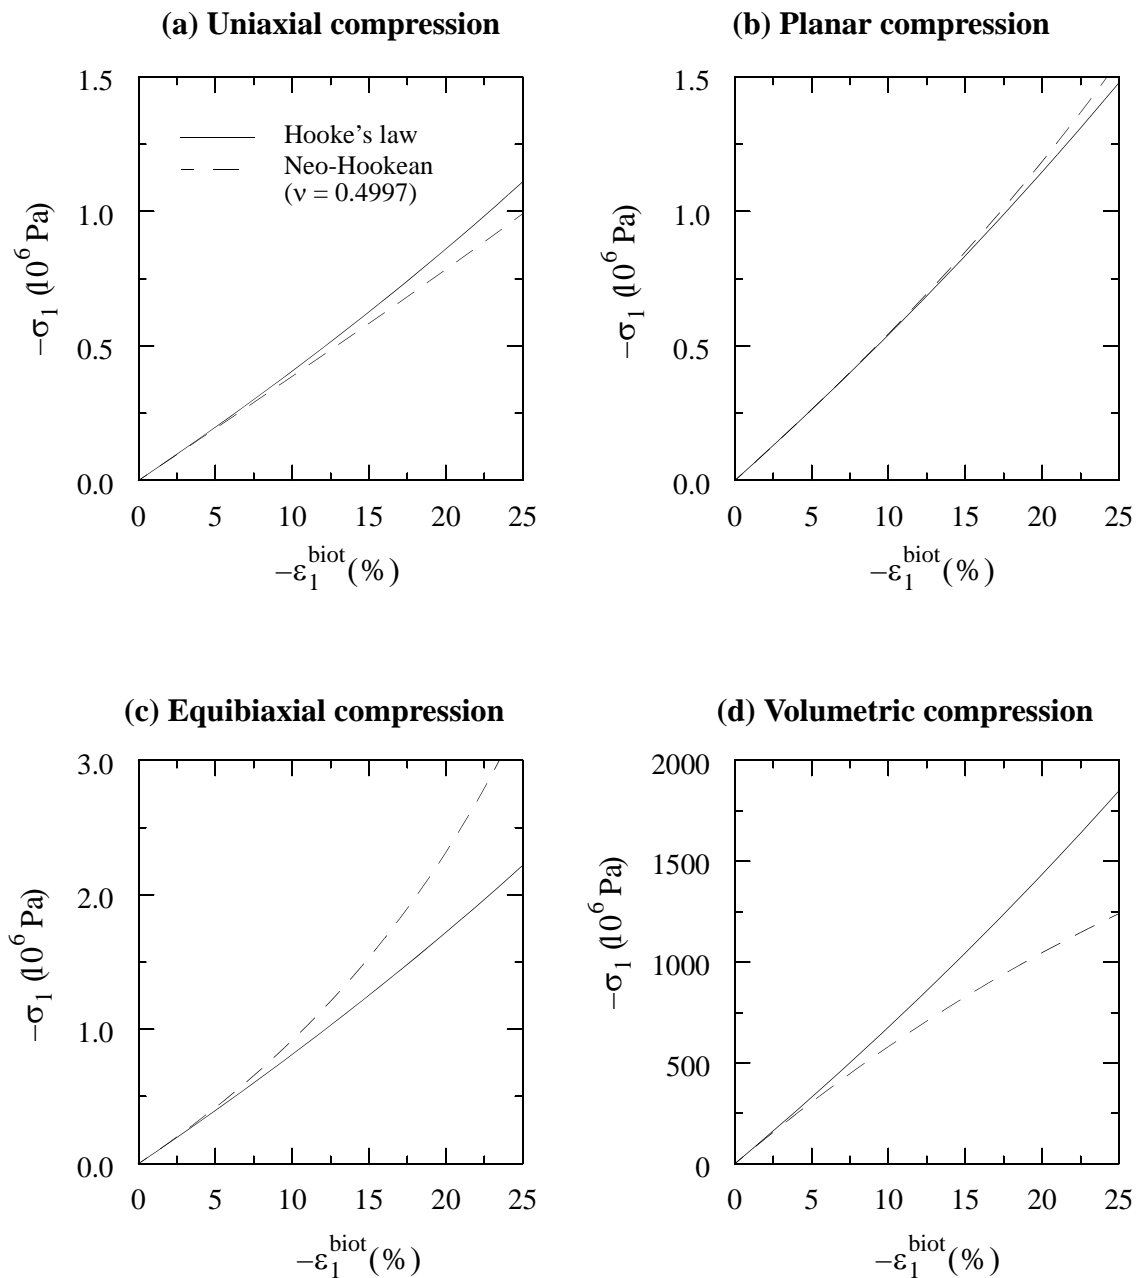 (a) Uniaxial compression
1.5
1.0
0.5
0.0
0 5 10 15 20 25
−σ1 (10^6 Pa)
−ε1^biot (%)
Hooke's law
Neo-Hookean
(ν = 0.4997)
(b) Planar compression
1.5
1.0
0.5
0.0
0 5 10 15 20 25
−σ1 (10^6 Pa)
−ε1^biot (%)
(c) Equibiaxial compression
3.0
2.0
1.0
0.0
0 5 10 15 20 25
−σ1 (10^6 Pa)
−ε1^biot (%)
(d) Volumetric compression
2000
1500
1000
500
0
0 5 10 15 20 25
−σ1 (10^6 Pa)
−ε1^biot (%)